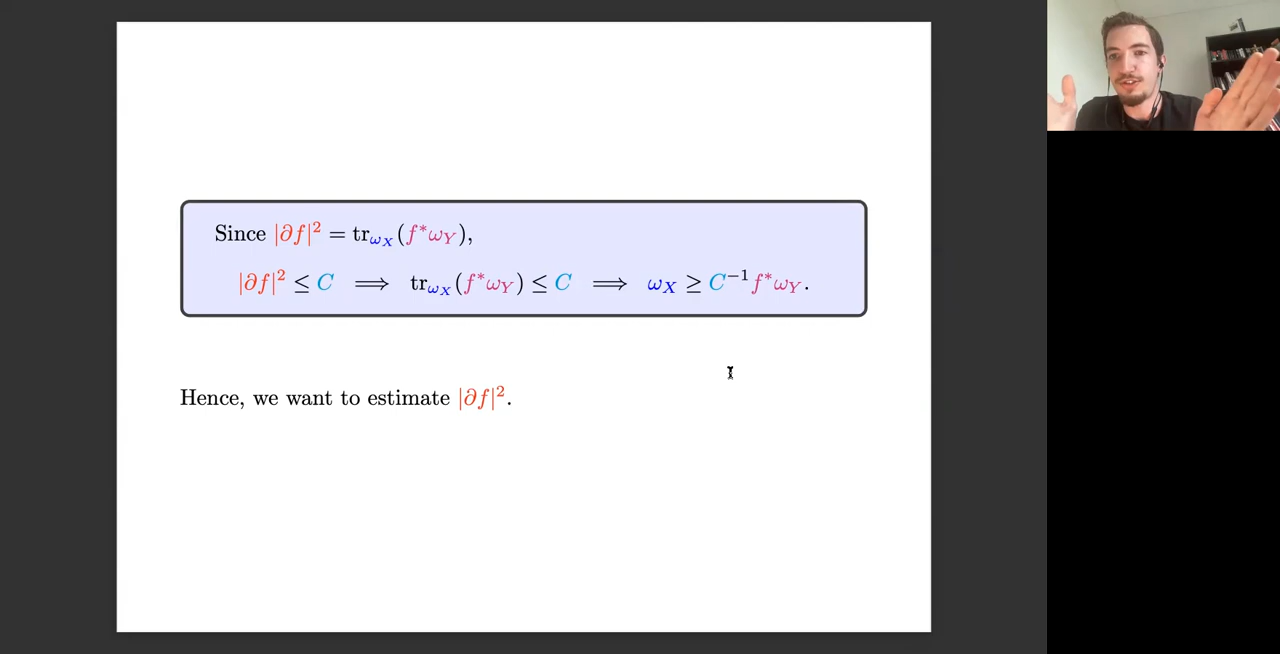 Since |∂f|² = tr_{ω_X}(f*ω_Y),
|∂f|² ≤ C ⟹ tr_{ω_X}(f*ω_Y) ≤ C ⟹ ω_X ≥ C⁻¹f*ω_Y.
Hence, we want to estimate |∂f|².